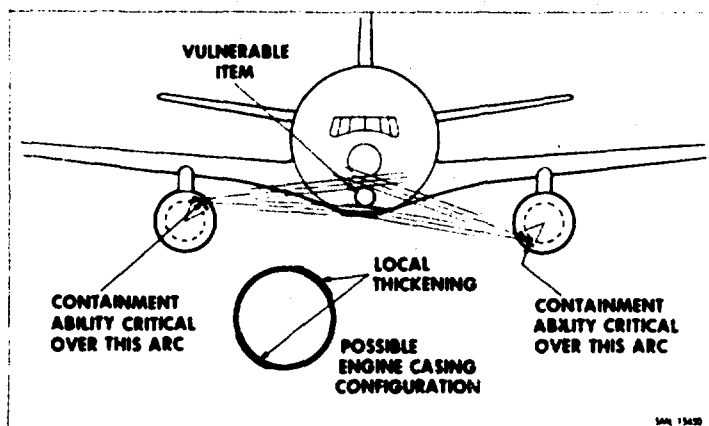 VULNERABLE
ITEM
LOCAL
THICKENING
CONTAINMENT
ABILITY CRITICAL
OVER THIS ARC
POSSIBLE
ENGINE CASING
CONFIGURATION
CONTAINMENT
ABILITY CRITICAL
OVER THIS ARC